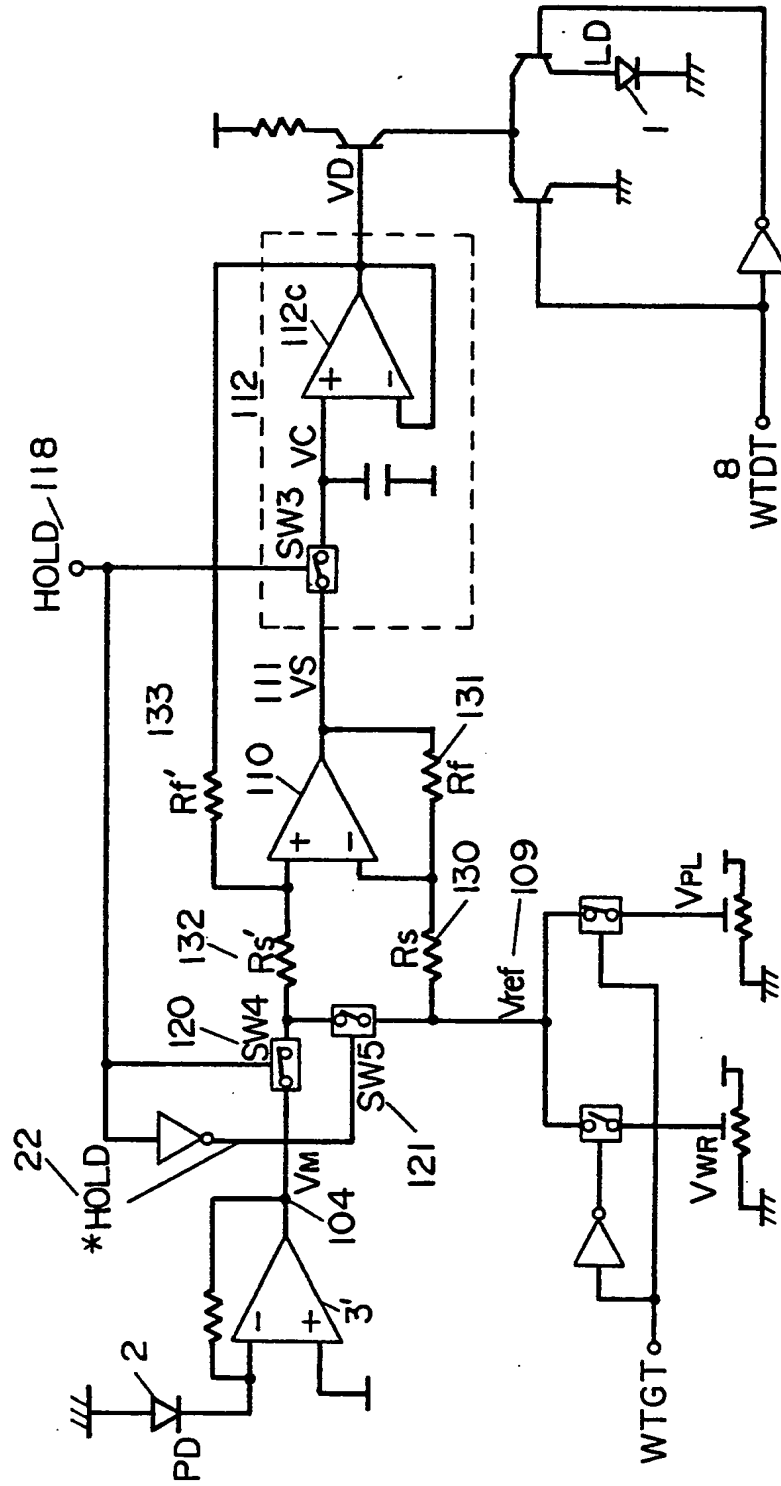 HOLD 118
133
Rf'
112
112c
VD
LD
1
22
*HOLD
120
SW4
132
Rs'
110
+
-
111
VS
SW3
VC
+
-
2
PD
3'
-
+
104
VM
SW5
121
Rs
130
Rf
131
Vref 109
VWR
VPL
WTGT
8
WTDT